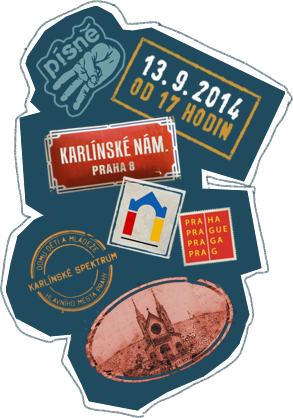 písně
13. 9. 2014
OD 17 HODIN
KARLÍNSKÉ NÁM.
PRAHA 8
PRA HA
PRA GUE
PRA GA
PRA G
DOMU DĚTÍ A MLÁDEŽE
KARLÍNSKÉ SPEKTRUM
HLAVNÍHO MĚSTA PRAHY